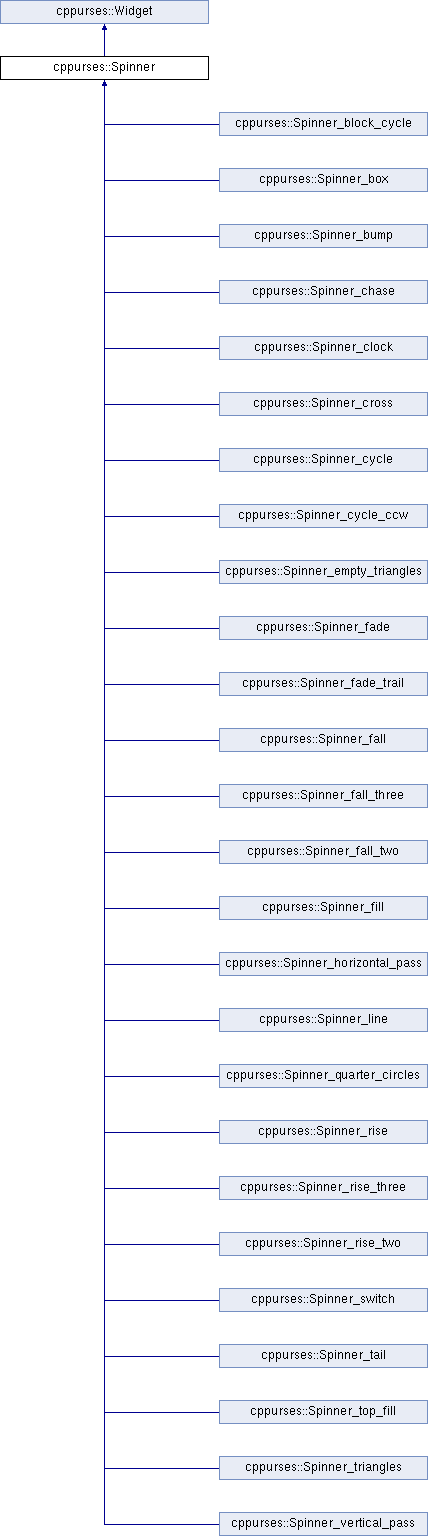 cppurses::Widget
cppurses::Spinner
cppurses::Spinner_block_cycle
cppurses::Spinner_box
cppurses::Spinner_bump
cppurses::Spinner_chase
cppurses::Spinner_clock
cppurses::Spinner_cross
cppurses::Spinner_cycle
cppurses::Spinner_cycle_ccw
cppurses::Spinner_empty_triangles
cppurses::Spinner_fade
cppurses::Spinner_fade_trail
cppurses::Spinner_fall
cppurses::Spinner_fall_three
cppurses::Spinner_fall_two
cppurses::Spinner_fill
cppurses::Spinner_horizontal_pass
cppurses::Spinner_line
cppurses::Spinner_quarter_circles
cppurses::Spinner_rise
cppurses::Spinner_rise_three
cppurses::Spinner_rise_two
cppurses::Spinner_switch
cppurses::Spinner_tail
cppurses::Spinner_top_fill
cppurses::Spinner_triangles
cppurses::Spinner_vertical_pass